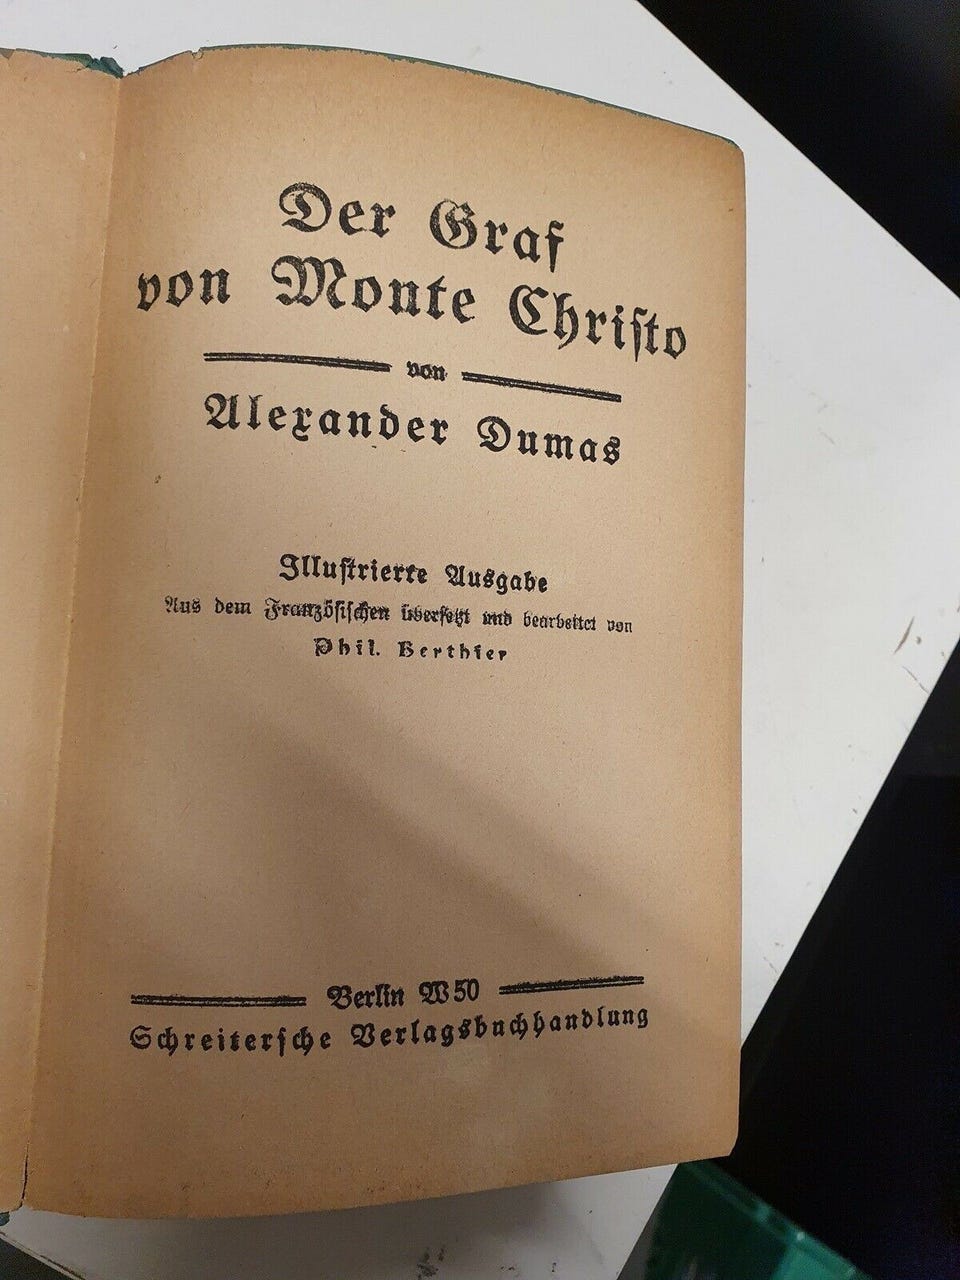 Der Graf
von Monte Christo
von
Alexander Dumas
Illustrierte Ausgabe
Aus dem Französischen übersetzt und bearbeitet von
Phil. Berthier
Berlin W 50
Schreitersche Verlagsbuchhandlung